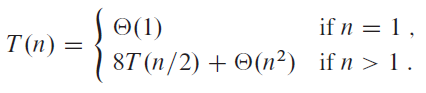 T(n) = { Θ(1) if n = 1 ,
8T(n/2) + Θ(n²) if n > 1 .